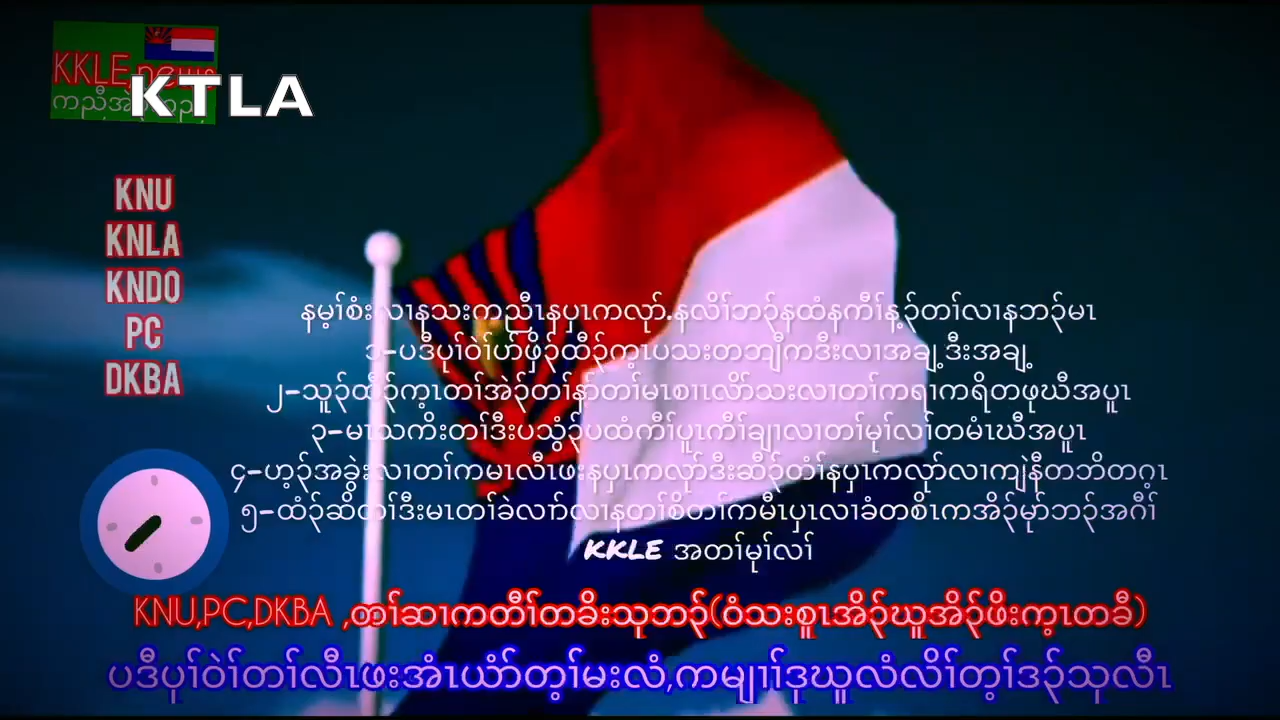 KKLE,news
KTLA
KNU
KNLA
KNDO
PC
DKBA
နမ့ၢ်စံးလၢနသးကညီၤနပှၤကလုာ်.နလိၢ်ဘၣ်နထံနကီၢ်န့ၣ်တၢ်လၢနဘၣ်မၤ
၁-ပဒီပုၢ်ဝဲၢ်ဟ်ဖှိၣ်ထီၣ်က့ၤပသးတဘျီကဒီးလၢအချ့ဒီးအချ့
၂-သူၣ်ထီၣ်က့ၤတၢ်အဲၣ်တၢ်နာ်တၢ်မၤစၢၤလိာ်သးလၢတၢ်ကရၢကရိတဖုဃီအပူၤ
၃-မၤသကိးတၢ်ဒီးပသွံၣ်ပထံကီၢ်ပူၤကီၢ်ချၢလၢတၢ်မုၢ်လၢ်တမံၤဃီအပူၤ
၄-ဟ့ၣ်အခွဲးလၢတၢ်ကမၤလီၤဖးနပှၤကလုာ်ဒီးဆီၣ်တံၢ်နပှၤကလုာ်လၢကျဲနီတဘိတဂ့ၤ
၅-ထံၣ်ဆိတၢ်ဒီးမၤတၢ်ခဲလၢာ်လၢနတၢ်စိတၢ်ကမီၤပှၤလၢခံတစိၤကအိၣ်မုာ်ဘၣ်အဂီၢ်
KKLE အတၢ်မုၢ်လၢ်
KNU,PC,DKBA ,တၢ်ဆၢကတီၢ်တခိးသုဘၣ်(ဝံသးစူၤအိၣ်ဃူအိၣ်ဖိးက့ၤတခီ)
ပဒီပုၢ်ဝဲၢ်တၢ်လီၤဖးအံၤယံာ်တ့ၢ်မးလံ,ကမျၢၢ်ဒုဃူလံလိၢ်တ့ၢ်ဒၣ်သုလီၤ